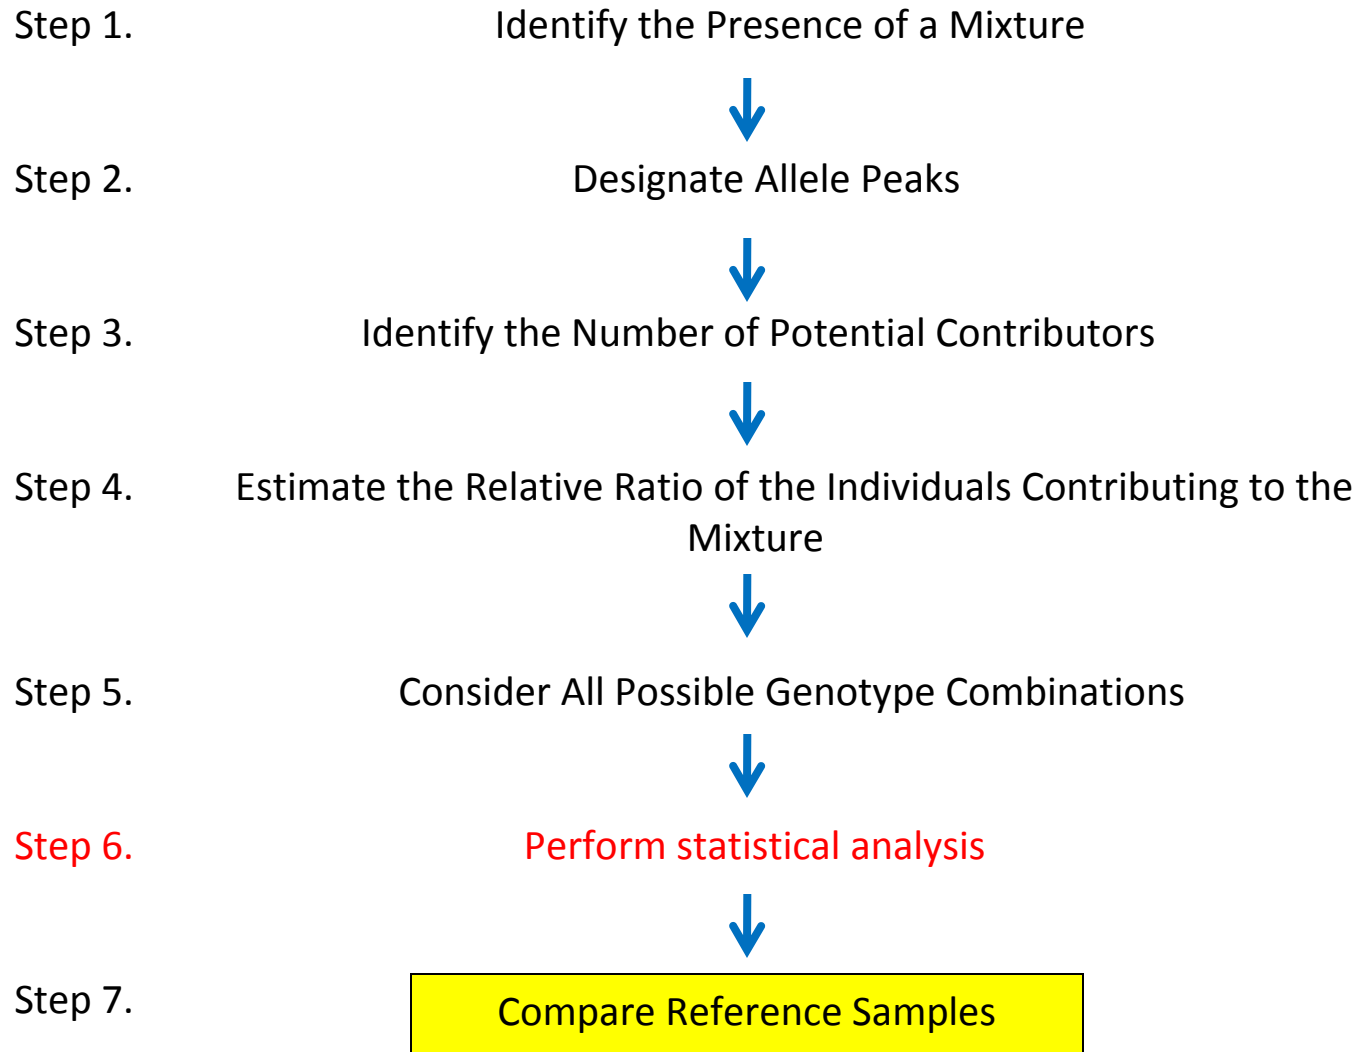 Step 1. Identify the Presence of a Mixture
Step 2. Designate Allele Peaks
Step 3. Identify the Number of Potential Contributors
Step 4. Estimate the Relative Ratio of the Individuals Contributing to the
Mixture
Step 5. Consider All Possible Genotype Combinations
Step 6. Perform statistical analysis
Step 7. Compare Reference Samples